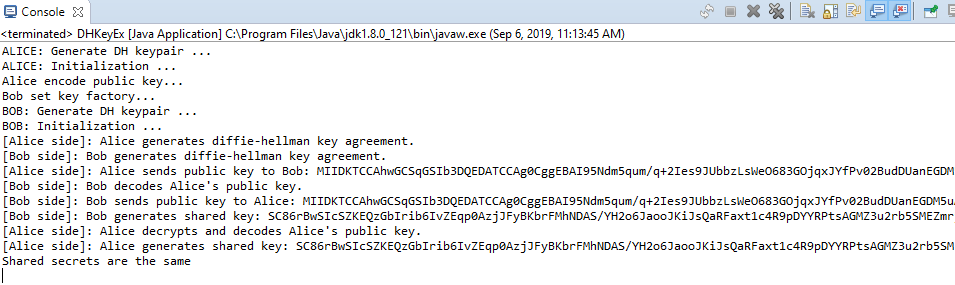 Console
<terminated> DHKeyEx [Java Application] C:\Program Files\Java\jdk1.8.0_121\bin\javaw.exe (Sep 6, 2019, 11:13:45 AM)
ALICE: Generate DH keypair ...
ALICE: Initialization ...
Alice encode public key...
Bob set key factory...
BOB: Generate DH keypair ...
BOB: Initialization ...
[Alice side]: Alice generates diffie-hellman key agreement.
[Bob side]: Bob generates diffie-hellman key agreement.
[Alice side]: Alice sends public key to Bob: MIIDKTCCAhwGCSqGSIb3DQEDATCCAg0CggEBAI95Ndm5qum/q+2Ies9JUbbzLsWeO683GOjqxJYfPv02BudDUanEGDM
[Bob side]: Bob decodes Alice's public key.
[Bob side]: Bob sends public key to Alice: MIIDKTCCAhwGCSqGSIb3DQEDATCCAg0CggEBAI95Ndm5qum/q+2Ies9JUbbzLsWeO683GOjqxJYfPv02BudDUanEGDM5u
[Bob side]: Bob generates shared key: SC86rBwSIcSZKEQzGbIrib6IvZEqp0AzjJFyBKbrFMhNDAS/YH2o6JaooJKiJsQaRFaxt1c4R9pDYYRPtsAGMZ3u2rb5SMEZmr
[Alice side]: Alice decrypts and decodes Alice's public key.
[Alice side]: Alice generates shared key: SC86rBwSIcSZKEQzGbIrib6IvZEqp0AzjJFyBKbrFMhNDAS/YH2o6JaooJKiJsQaRFaxt1c4R9pDYYRPtsAGMZ3u2rb5SM
Shared secrets are the same